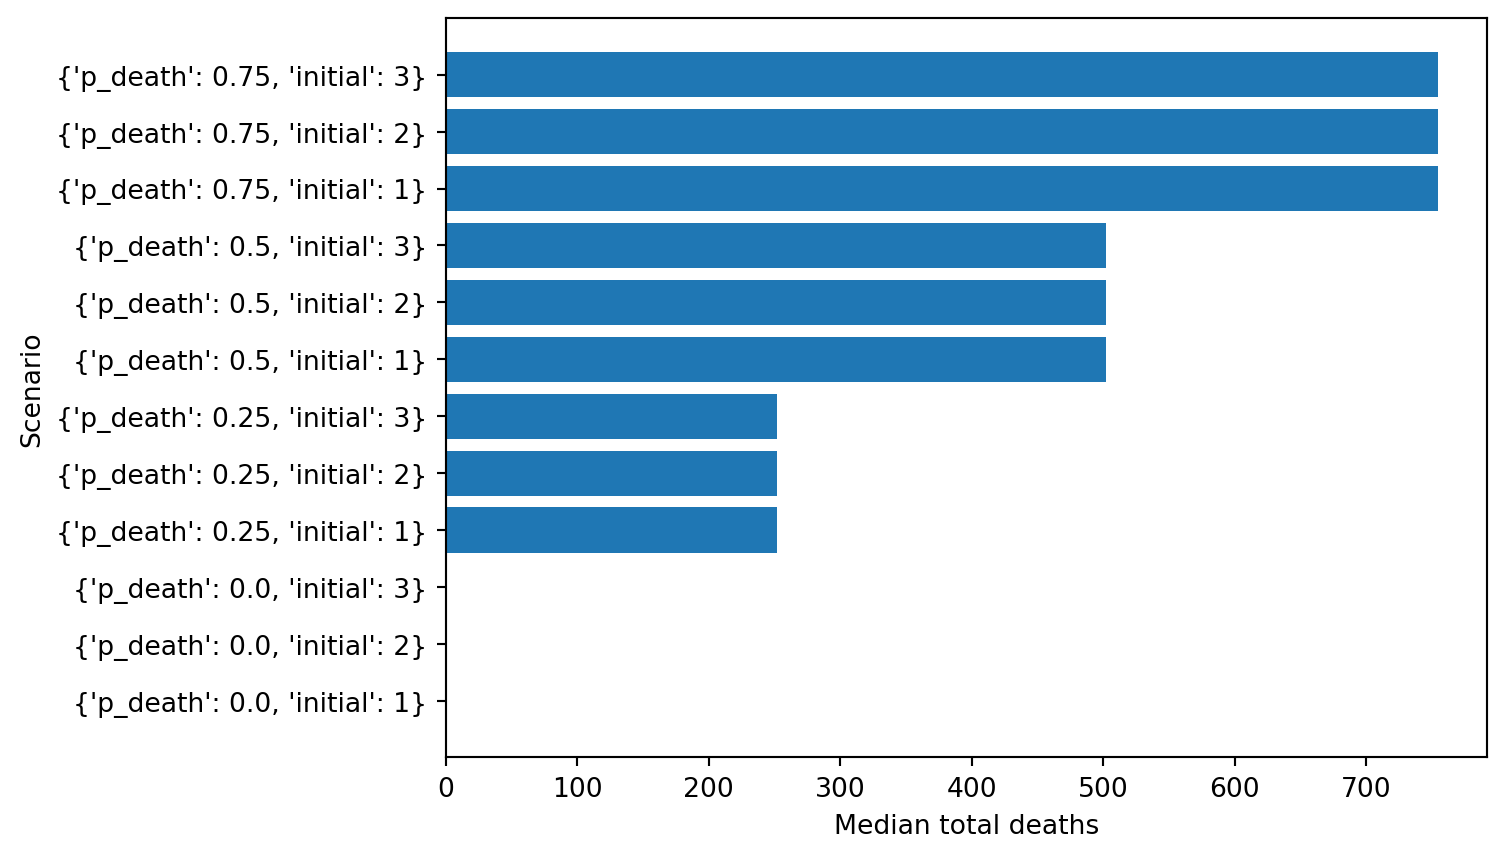 {'p_death': 0.75, 'initial': 3}
{'p_death': 0.75, 'initial': 2}
{'p_death': 0.75, 'initial': 1}
{'p_death': 0.5, 'initial': 3}
{'p_death': 0.5, 'initial': 2}
{'p_death': 0.5, 'initial': 1}
{'p_death': 0.25, 'initial': 3}
{'p_death': 0.25, 'initial': 2}
{'p_death': 0.25, 'initial': 1}
{'p_death': 0.0, 'initial': 3}
{'p_death': 0.0, 'initial': 2}
{'p_death': 0.0, 'initial': 1}
Scenario
0 100 200 300 400 500 600 700
Median total deaths